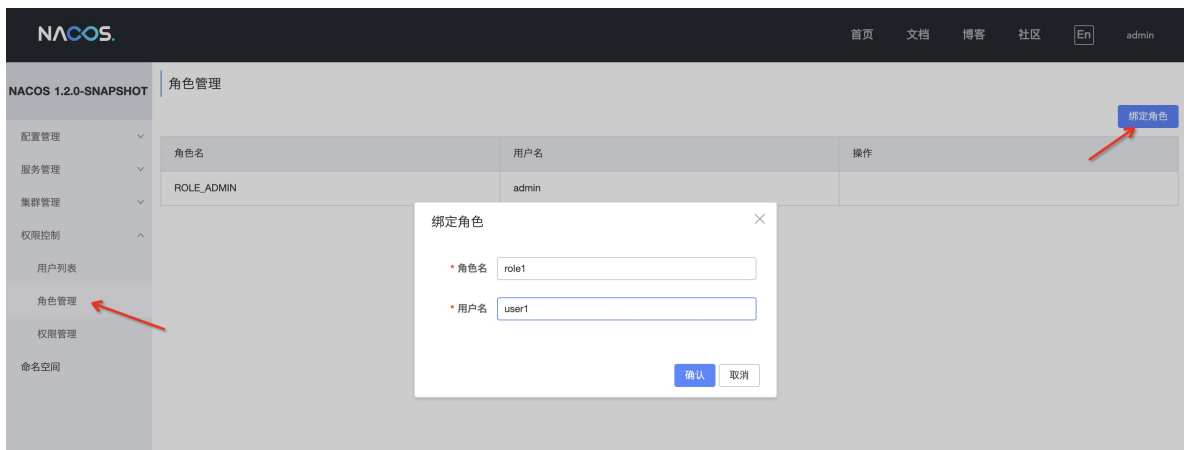 NACOS.
首页 文档 博客 社区 En admin
NACOS 1.2.0-SNAPSHOT
角色管理
绑定角色
配置管理
服务管理
集群管理
权限控制
用户列表
角色管理
权限管理
命名空间
角色名 用户名 操作
ROLE_ADMIN admin
绑定角色
* 角色名 role1
* 用户名 user1
确认 取消